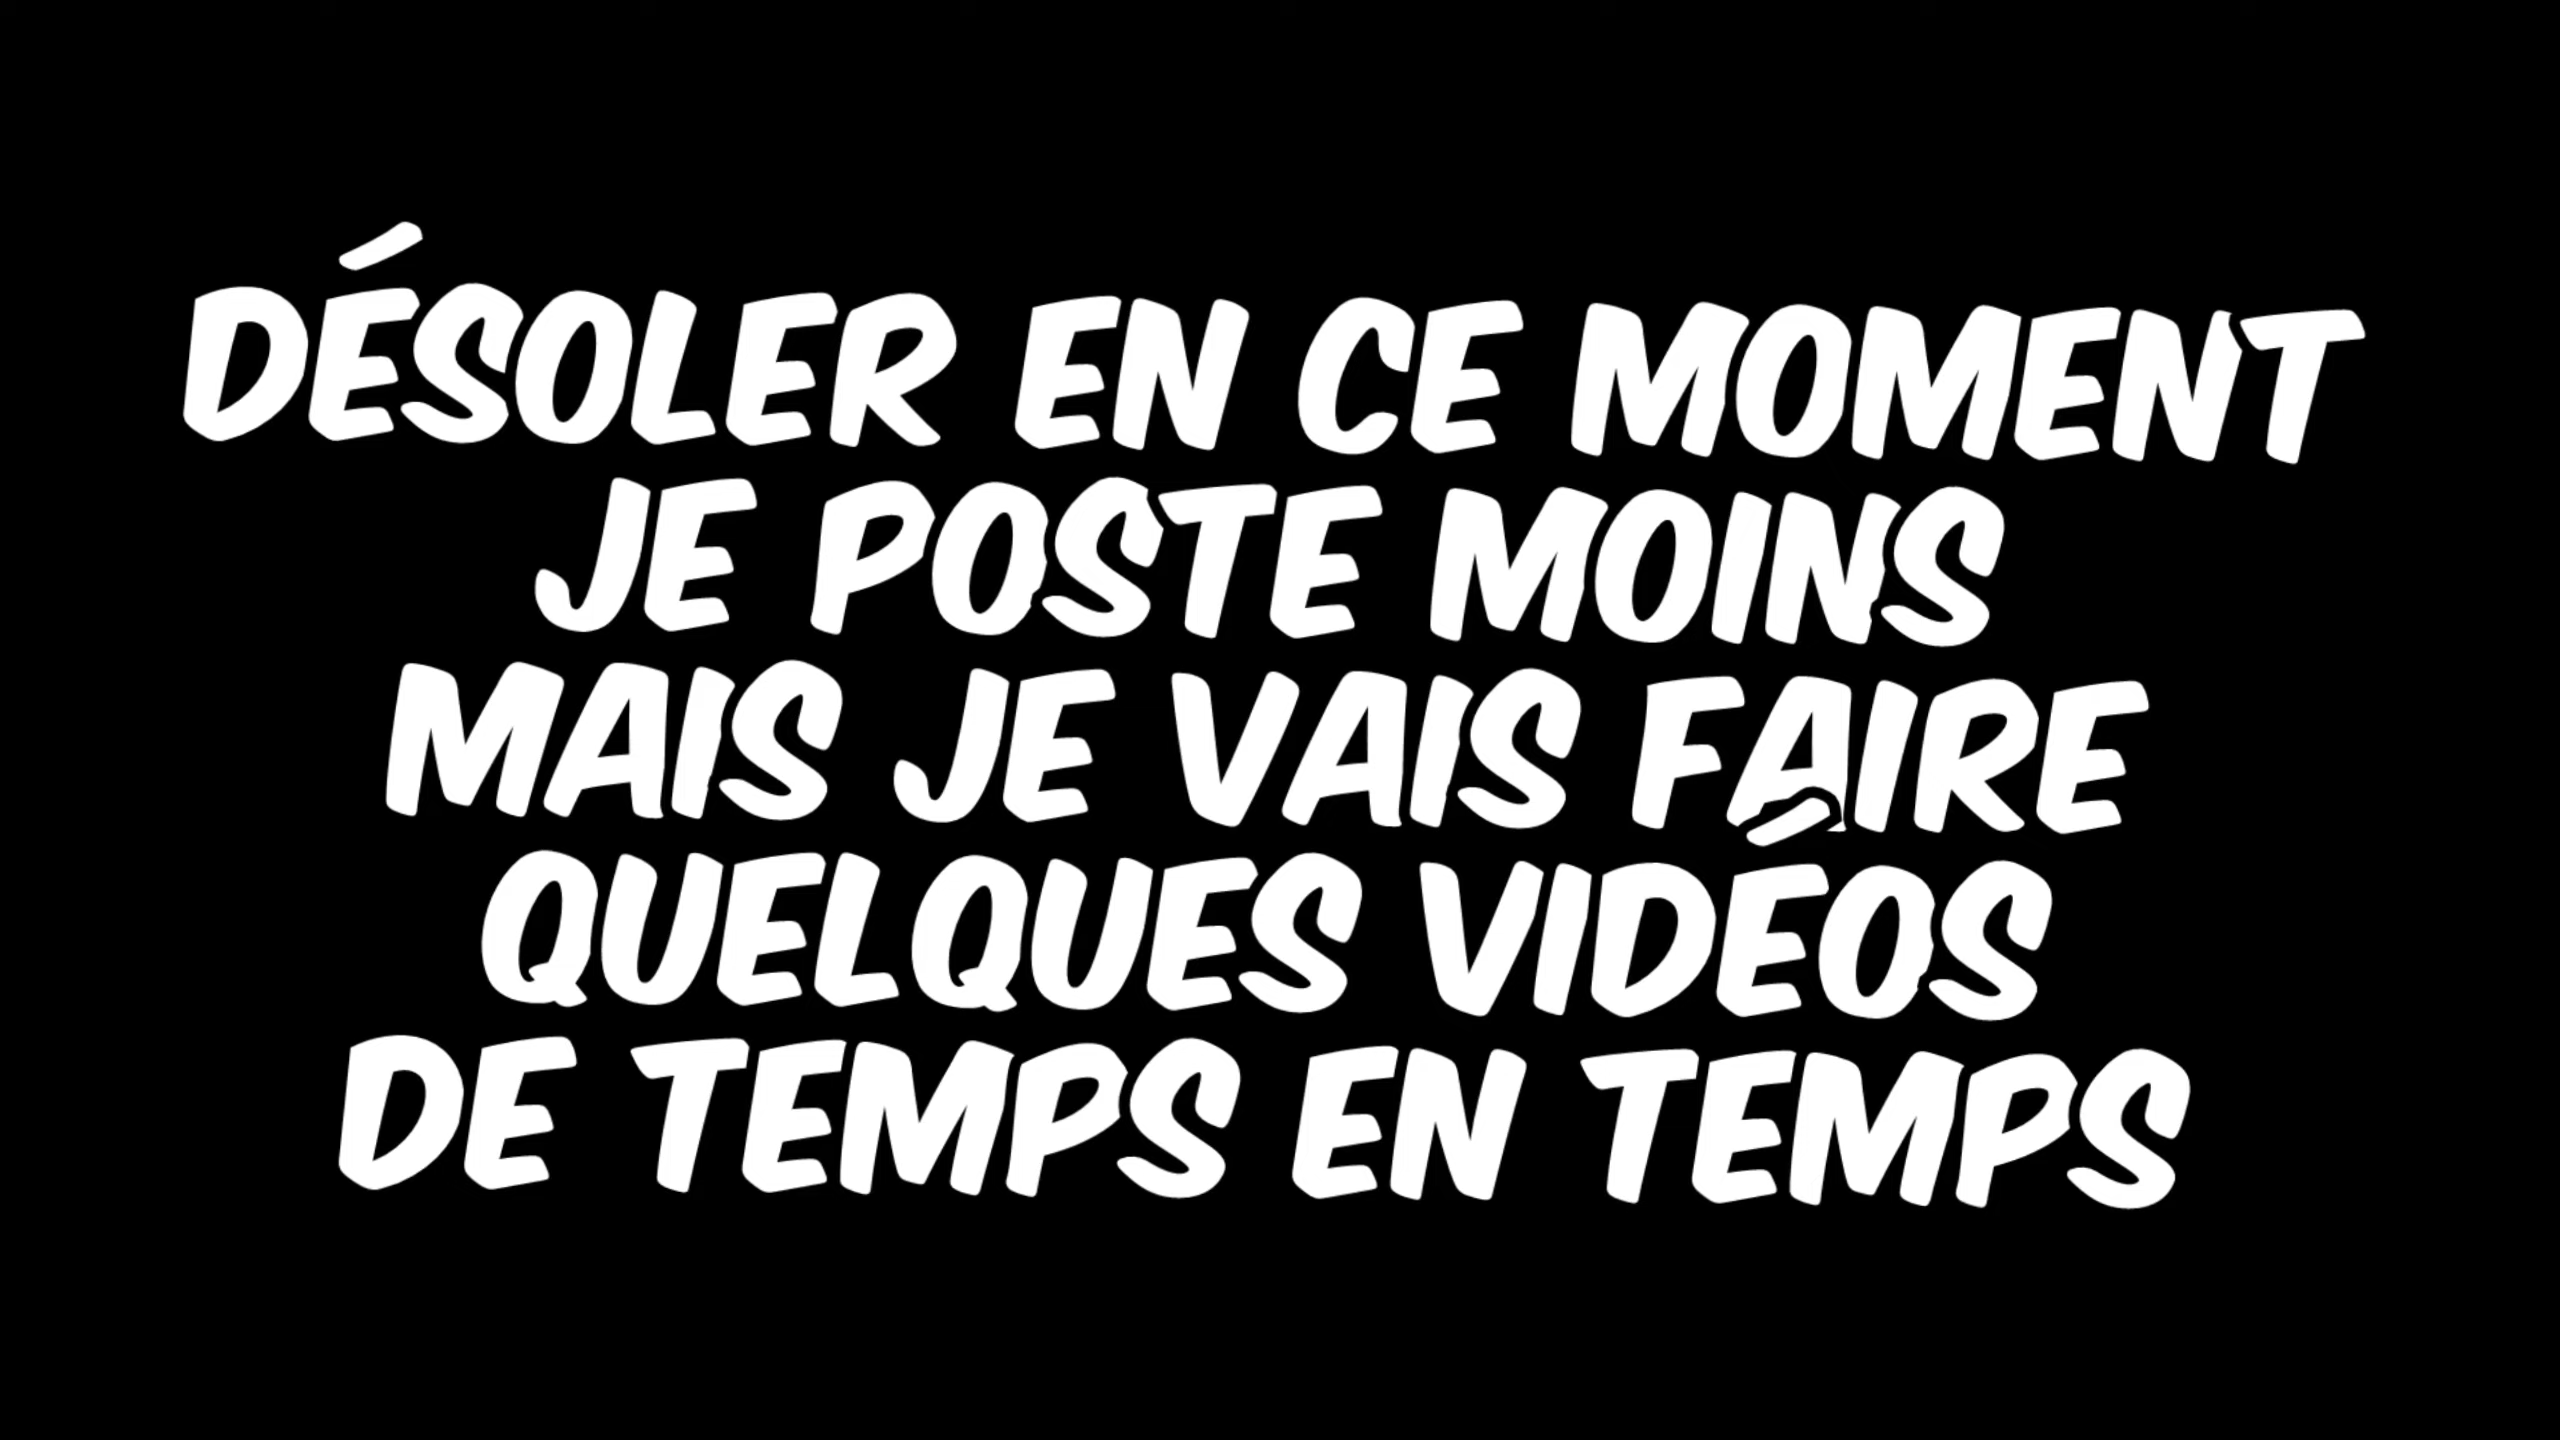 DÉSOLER EN CE MOMENT
JE POSTE MOINS
MAIS JE VAIS FAIRE
QUELQUES VIDÉOS
DE TEMPS EN TEMPS